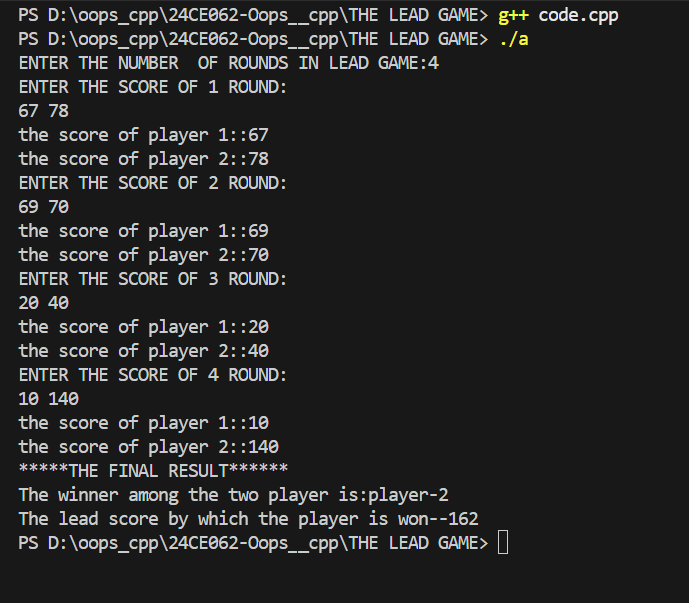 PS D:\oops_cpp\24CE062-Oops__cpp\THE LEAD GAME> g++ code.cpp
PS D:\oops_cpp\24CE062-Oops__cpp\THE LEAD GAME> ./a
ENTER THE NUMBER  OF ROUNDS IN LEAD GAME:4
ENTER THE SCORE OF 1 ROUND:
67 78
the score of player 1::67
the score of player 2::78
ENTER THE SCORE OF 2 ROUND:
69 70
the score of player 1::69
the score of player 2::70
ENTER THE SCORE OF 3 ROUND:
20 40
the score of player 1::20
the score of player 2::40
ENTER THE SCORE OF 4 ROUND:
10 140
the score of player 1::10
the score of player 2::140
*****THE FINAL RESULT******
The winner among the two player is:player-2
The lead score by which the player is won--162
PS D:\oops_cpp\24CE062-Oops__cpp\THE LEAD GAME>